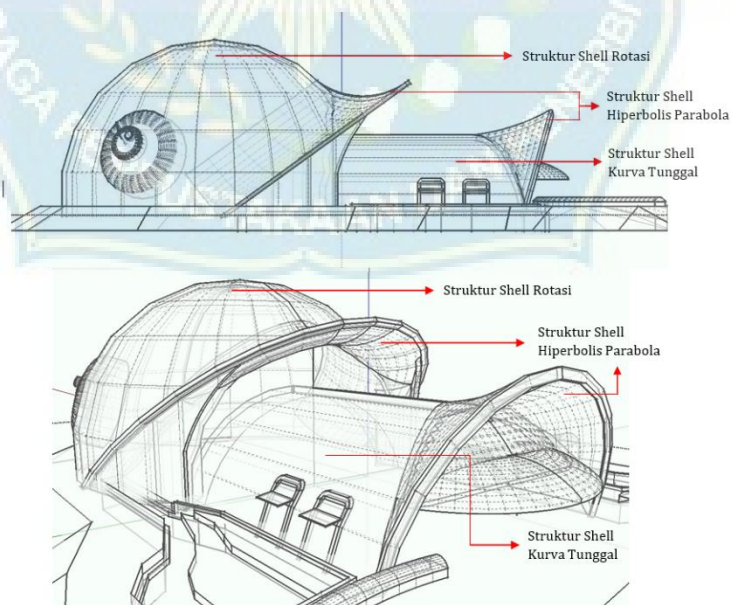 Struktur Shell Rotasi
Struktur Shell
Hiperbolis Parabola
Struktur Shell
Kurva Tunggal
Struktur Shell Rotasi
Struktur Shell
Hiperbolis Parabola
Struktur Shell
Kurva Tunggal